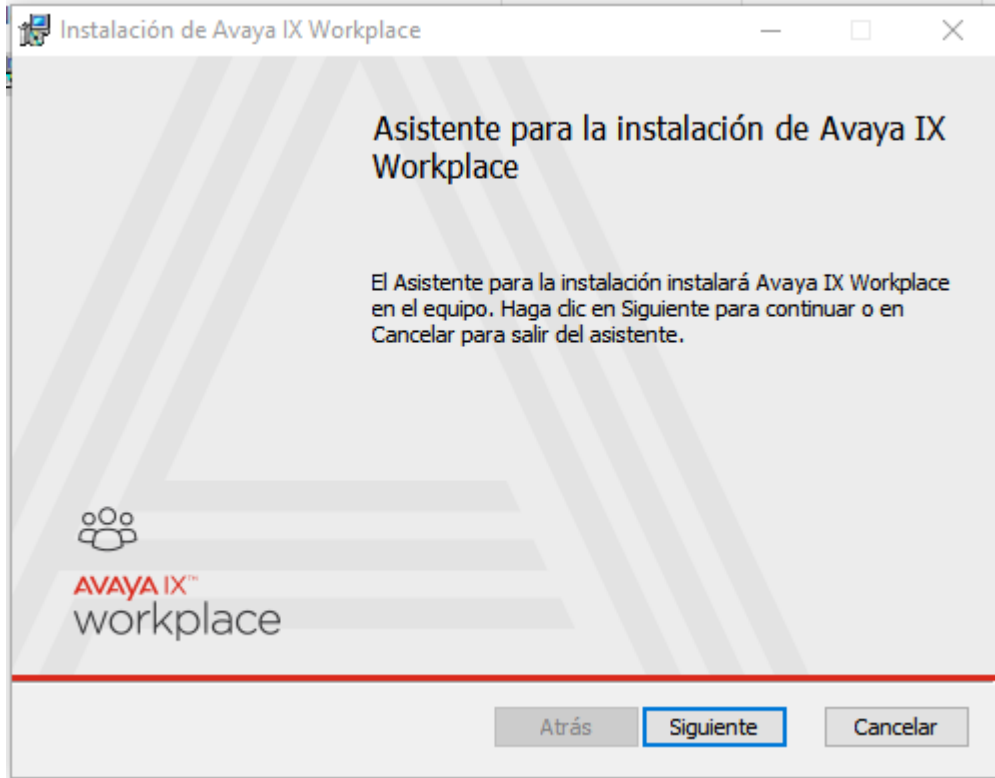 Instalación de Avaya IX Workplace
Asistente para la instalación de Avaya IX
Workplace
El Asistente para la instalación instalará Avaya IX Workplace
en el equipo. Haga clic en Siguiente para continuar o en
Cancelar para salir del asistente.
AVAYA IX™
workplace
Atrás
Siguiente
Cancelar